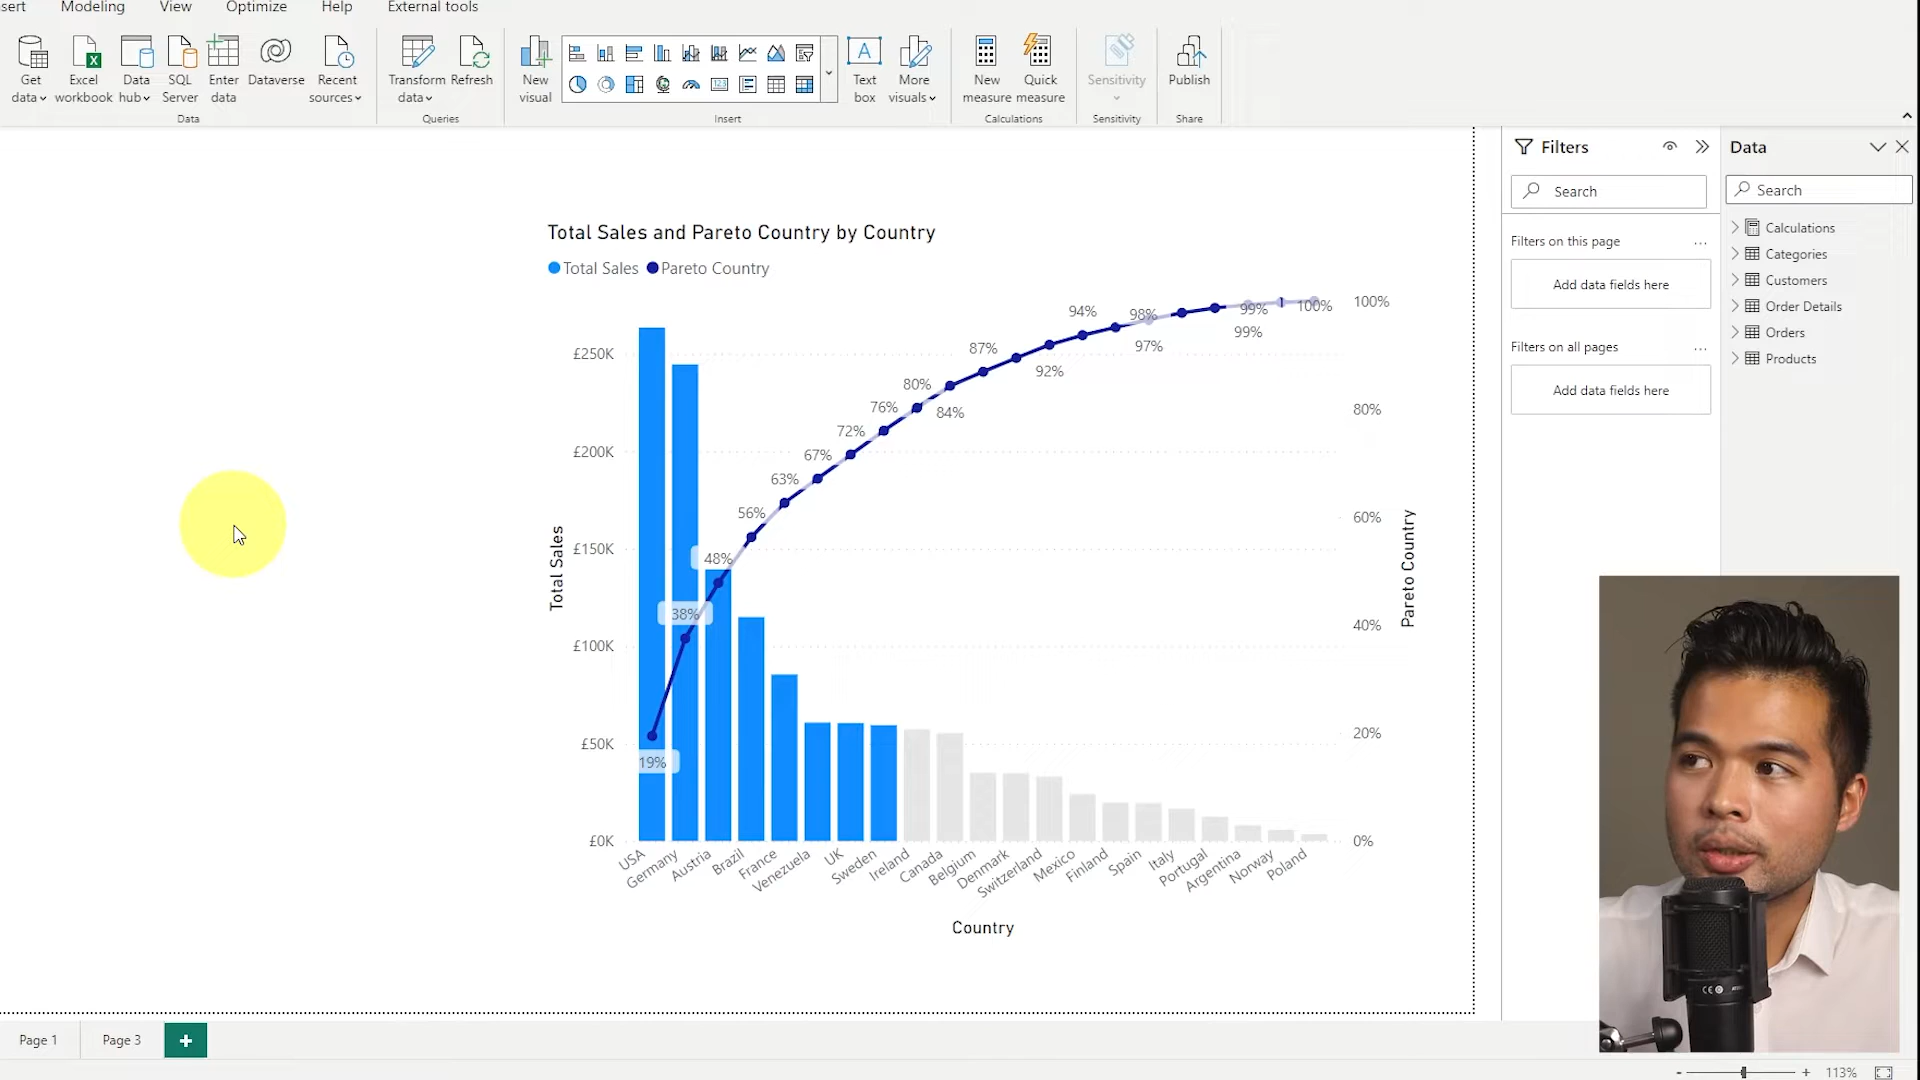 sert Modeling View Optimize Help External tools
Get data
Excel workbook
Data hub
SQL Server
Enter data
Dataverse
Recent sources
Transform data
Refresh
New visual
Text box
More visuals
New measure
Quick measure
Sensitivity
Publish
Data
Queries
Insert
Calculations
Sensitivity
Share
Total Sales and Pareto Country by Country
Total Sales Pareto Country
Total Sales
£250K
£200K
£150K
£100K
£50K
£0K
19%
38%
48%
56%
63%
67%
72%
76%
80%
84%
87%
92%
94%
97%
98%
99%
99%
100%
100%
80%
60%
40%
20%
0%
Pareto Country
USA
Germany
Austria
Brazil
France
Venezuela
UK
Sweden
Ireland
Canada
Belgium
Denmark
Switzerland
Mexico
Finland
Spain
Italy
Portugal
Argentina
Norway
Poland
Country
Filters
Search
Filters on this page
...
Add data fields here
Filters on all pages
...
Add data fields here
Data
Search
Calculations
Categories
Customers
Order Details
Orders
Products
Page 1
Page 3
+
- + 113%